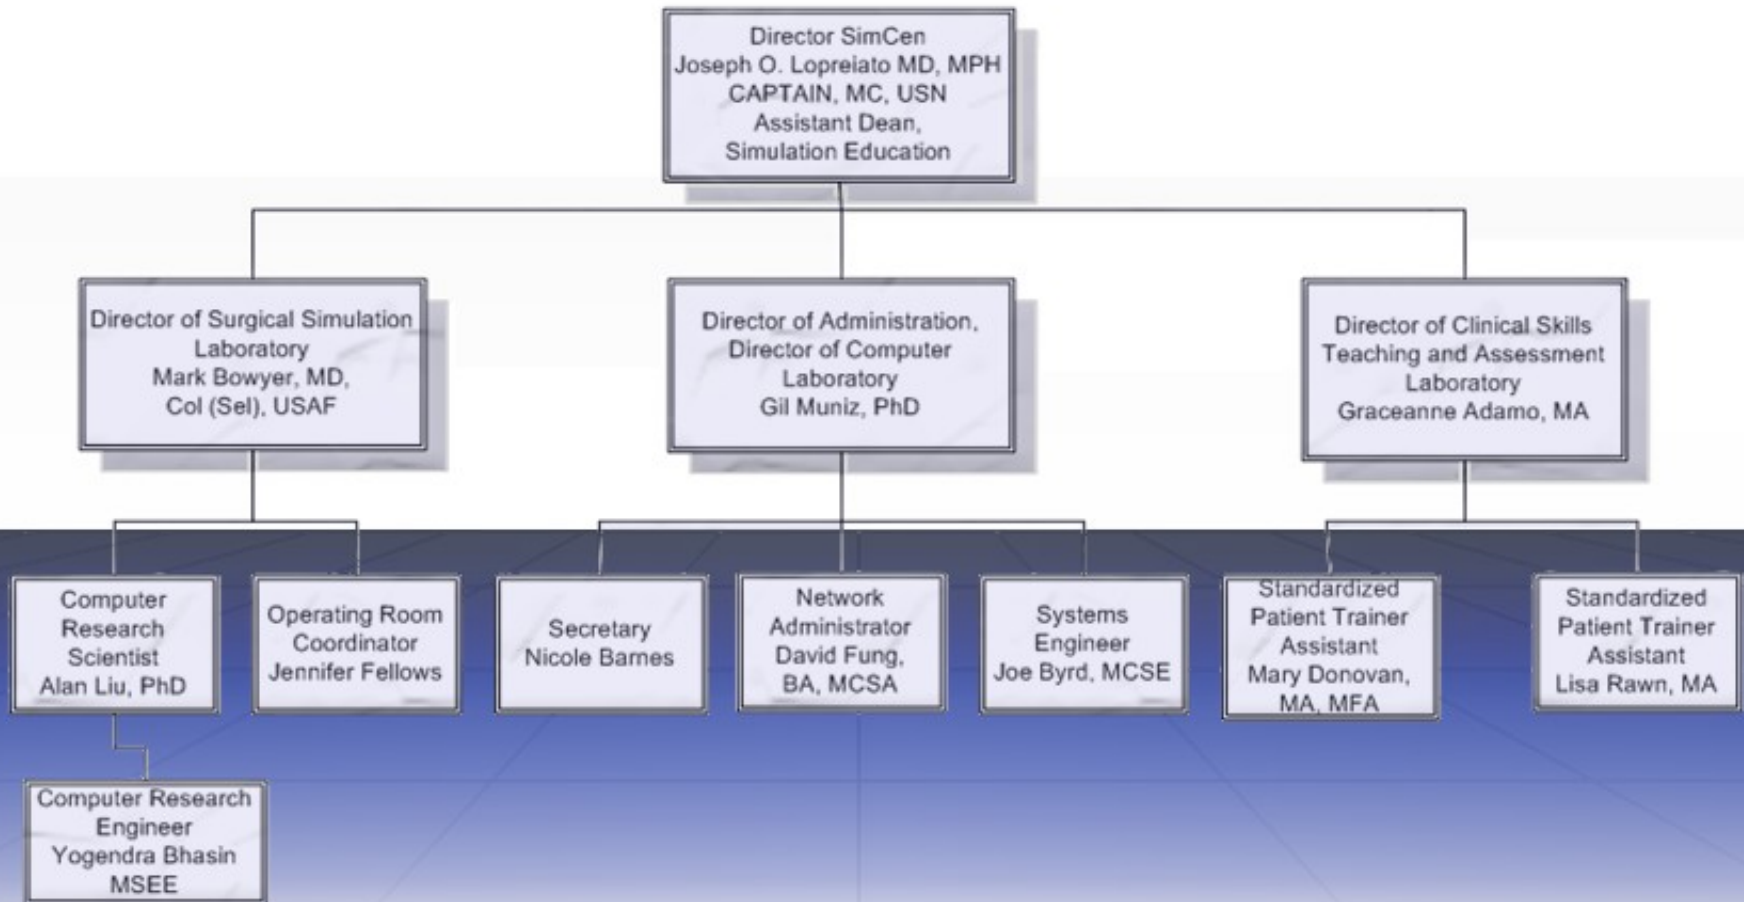 Director SimCen
Joseph O. Lopreiato MD, MPH
CAPTAIN, MC, USN
Assistant Dean,
Simulation Education
Director of Surgical Simulation
Laboratory
Mark Bowyer, MD,
Col (Sel), USAF
Director of Administration,
Director of Computer
Laboratory
Gil Muniz, PhD
Director of Clinical Skills
Teaching and Assessment
Laboratory
Graceanne Adamo, MA
Computer
Research
Scientist
Alan Liu, PhD
Operating Room
Coordinator
Jennifer Fellows
Secretary
Nicole Barnes
Network
Administrator
David Fung,
BA, MCSA
Systems
Engineer
Joe Byrd, MCSE
Standardized
Patient Trainer
Assistant
Mary Donovan,
MA, MFA
Standardized
Patient Trainer
Assistant
Lisa Rawn, MA
Computer Research
Engineer
Yogendra Bhasin
MSEE